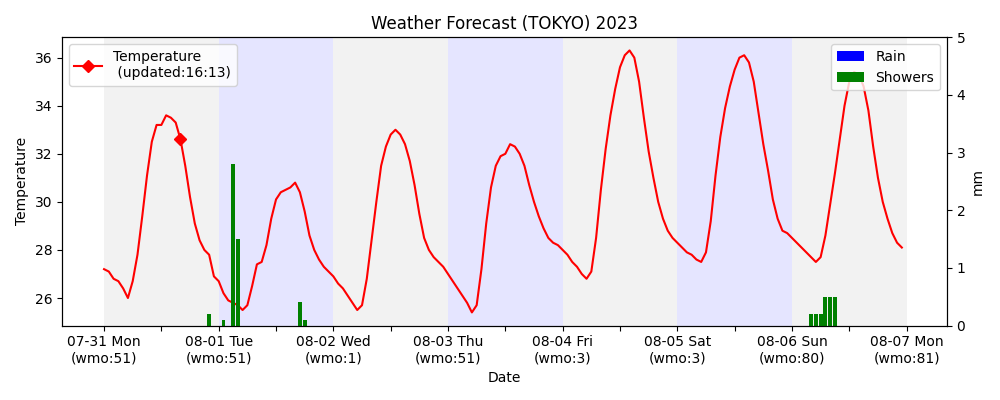 Weather Forecast (TOKYO) 2023
Temperature
(updated:16:13)
Rain
Showers
36
34
32
30
28
26
Temperature
5
4
3
2
1
0
mm
07-31 Mon
(wmo:51)
08-01 Tue
(wmo:51)
08-02 Wed
(wmo:1)
08-03 Thu
(wmo:51)
08-04 Fri
(wmo:3)
08-05 Sat
(wmo:3)
08-06 Sun
(wmo:80)
08-07 Mon
(wmo:81)
Date